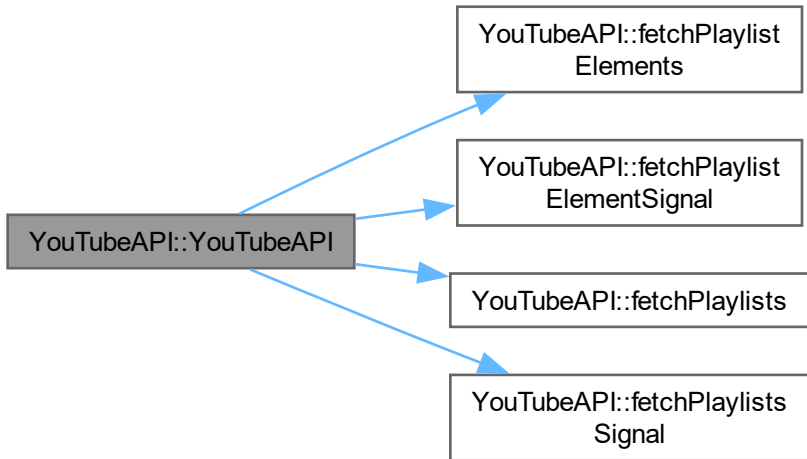 YouTubeAPI::fetchPlaylist
Elements
YouTubeAPI::fetchPlaylist
ElementSignal
YouTubeAPI::YouTubeAPI
YouTubeAPI::fetchPlaylists
YouTubeAPI::fetchPlaylists
Signal